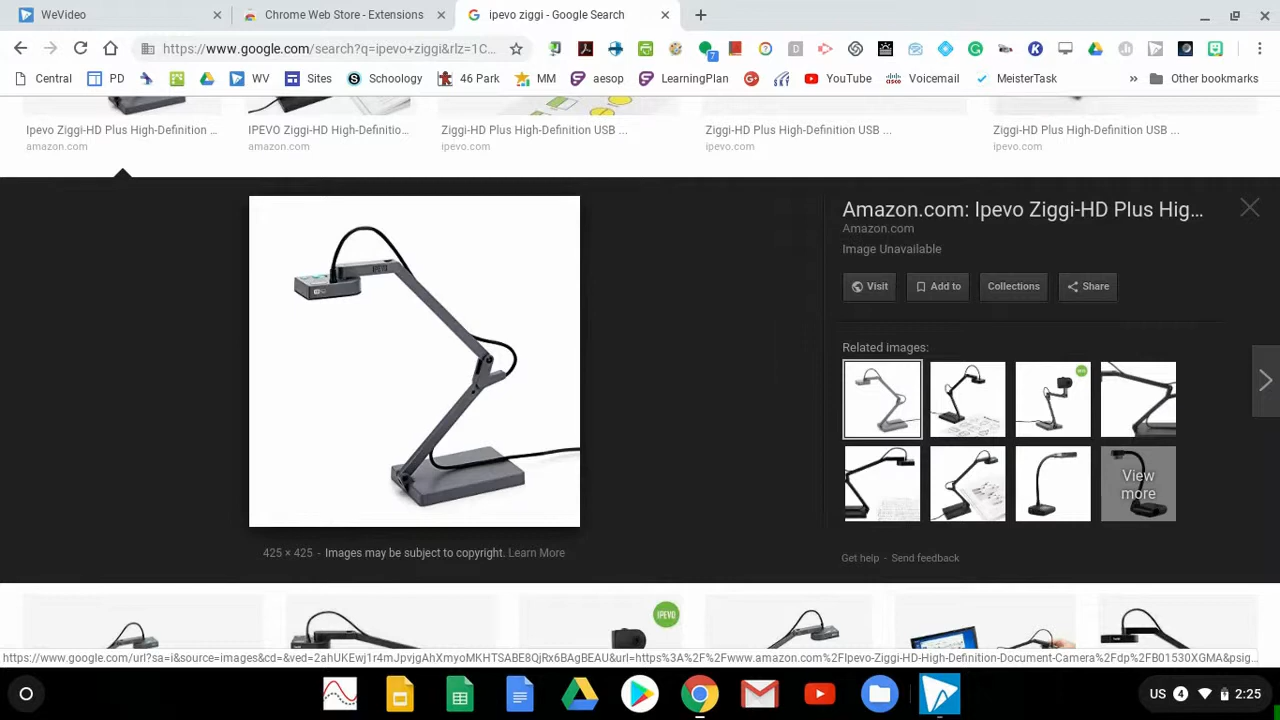 WeVideo
Chrome Web Store - Extensions
ipevo ziggi - Google Search
https://www.google.com/search?q=ipevo+ziggi&rlz=1C...
7
Central
PD
WV
Sites
Schoology
46 Park
MM
aesop
LearningPlan
YouTube
Voicemail
MeisterTask
»
Other bookmarks
Ipevo Ziggi-HD Plus High-Definition ...
IPEVO Ziggi-HD High-Definitio...
Ziggi-HD Plus High-Definition USB ...
Ziggi-HD Plus High-Definition USB ...
Ziggi-HD Plus High-Definition USB ...
amazon.com
amazon.com
ipevo.com
ipevo.com
ipevo.com
Amazon.com: Ipevo Ziggi-HD Plus Hig...
Amazon.com
Image Unavailable
Visit
Add to
Collections
Share
Related images:
IPEVO
View
more
425 × 425 - Images may be subject to copyright. Learn More
Get help - Send feedback
IPEVO
https://www.google.com/url?sa=i&source=images&cd=&ved=2ahUKEwj1r4mJpvjgAhXmyoMKHTSABE8QjRx6BAgBEAU&url=https%3A%2F%2Fwww.amazon.com%2FIpevo-Ziggi-HD-High-Definition-Document-Camera%2Fdp%2FB01530XGMA&psig...
US
4
2:25